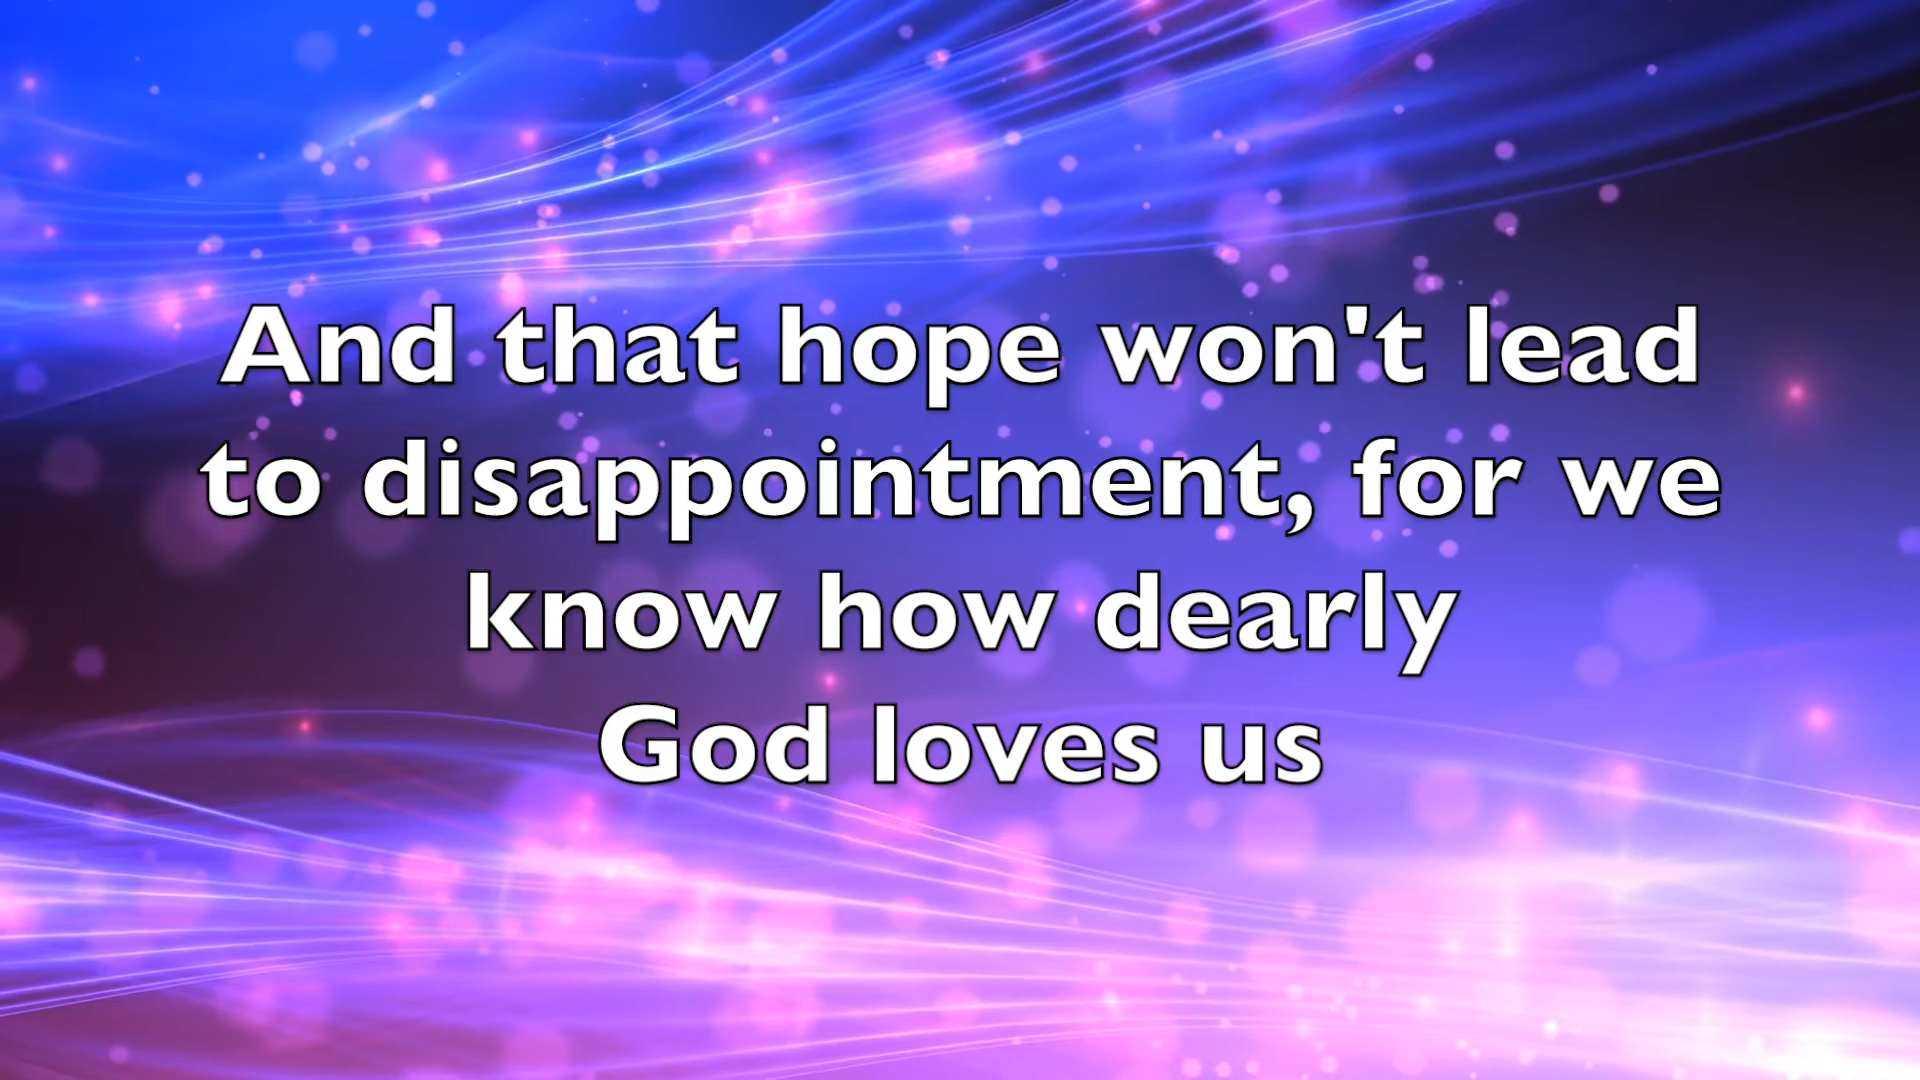 And that hope won't lead
to disappointment, for we
know how dearly
God loves us